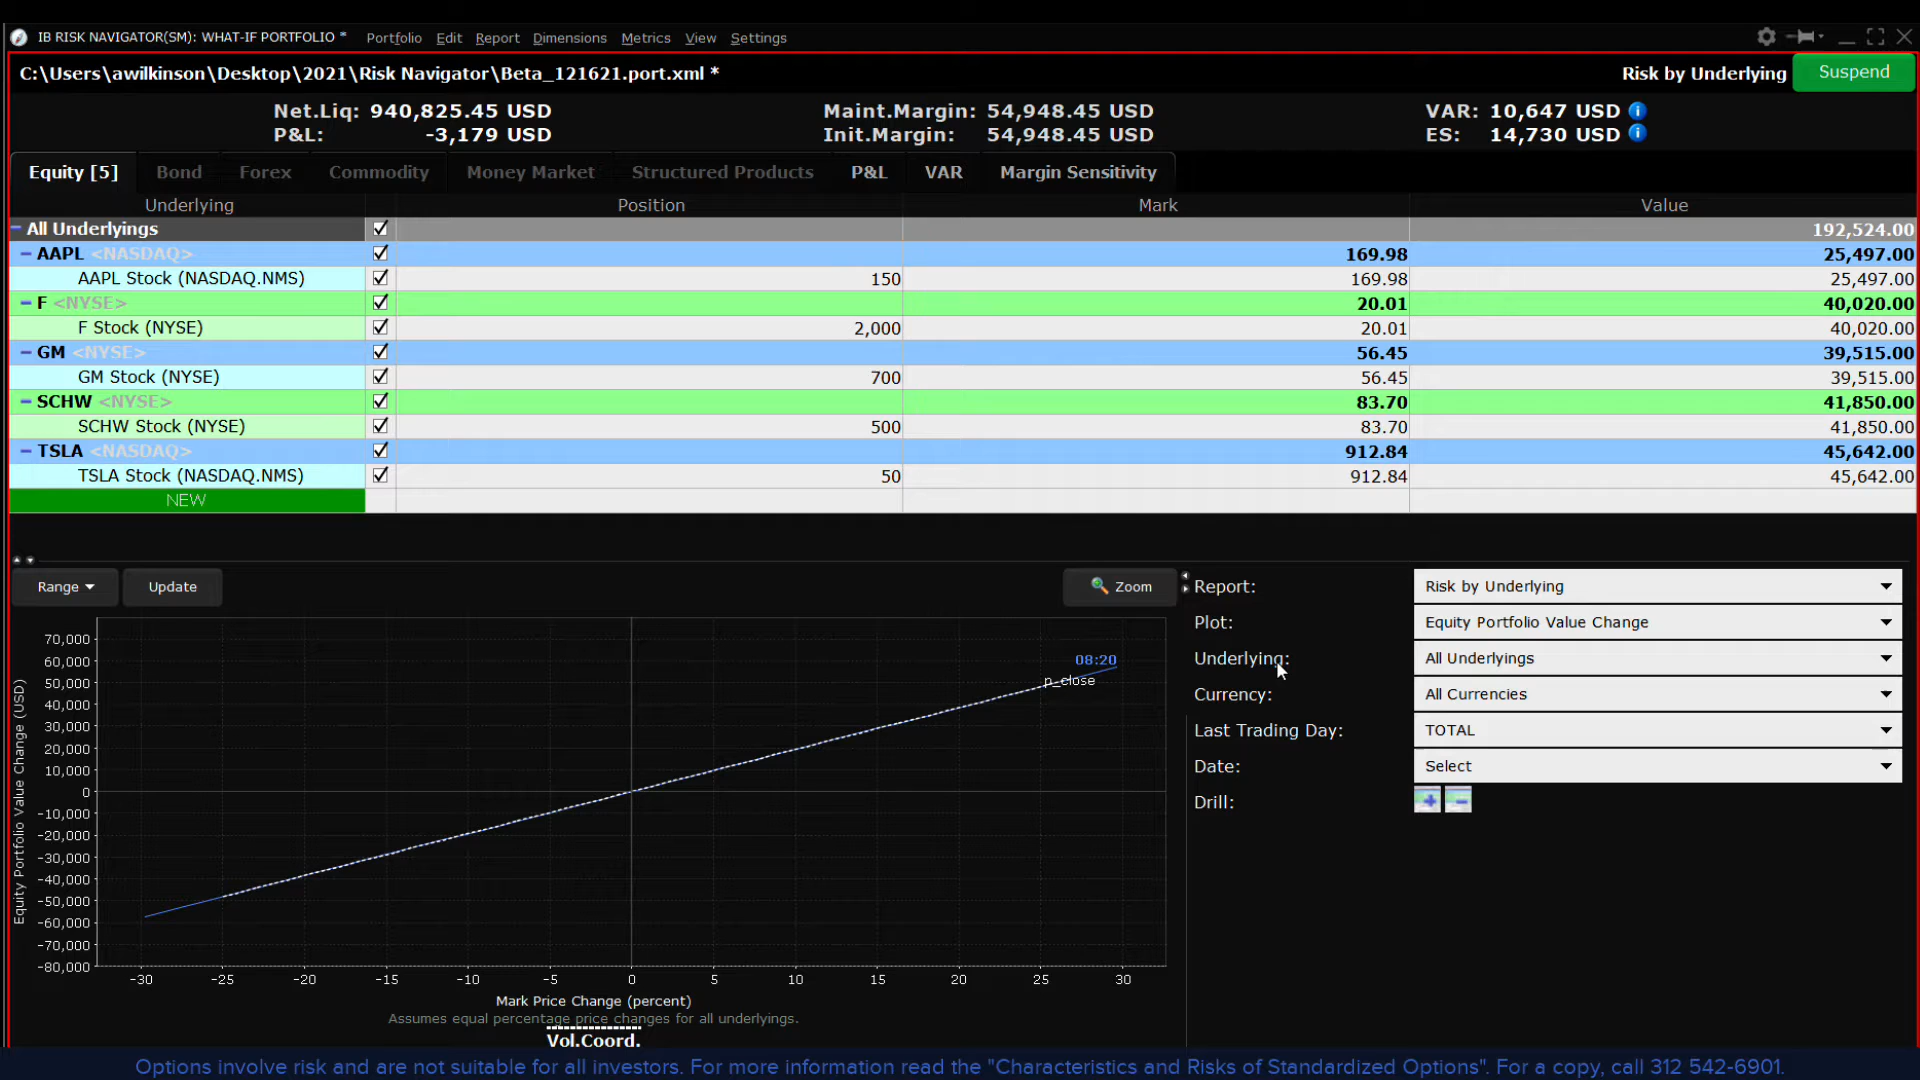 IB RISK NAVIGATOR(SM): WHAT-IF PORTFOLIO * Portfolio Edit Report Dimensions Metrics View Settings
C:\Users\awilkinson\Desktop\2021\Risk Navigator\Beta_121621.port.xml * Risk by Underlying Suspend
Net.Liq: 940,825.45 USD Maint.Margin: 54,948.45 USD VAR: 10,647 USD
P&L: -3,179 USD Init.Margin: 54,948.45 USD ES: 14,730 USD
Equity [5] Bond Forex Commodity Money Market Structured Products P&L VAR Margin Sensitivity
Underlying Position Mark Value
All Underlyings 192,524.00
AAPL <NASDAQ> 169.98 25,497.00
AAPL Stock (NASDAQ.NMS) 150 169.98 25,497.00
F <NYSE> 20.01 40,020.00
F Stock (NYSE) 2,000 20.01 40,020.00
GM <NYSE> 56.45 39,515.00
GM Stock (NYSE) 700 56.45 39,515.00
SCHW <NYSE> 83.70 41,850.00
SCHW Stock (NYSE) 500 83.70 41,850.00
TSLA <NASDAQ> 912.84 45,642.00
TSLA Stock (NASDAQ.NMS) 50 912.84 45,642.00
NEW
Range Update Zoom
Equity Portfolio Value Change (USD)
70,000
60,000
50,000
40,000
30,000
20,000
10,000
0
-10,000
-20,000
-30,000
-40,000
-50,000
-60,000
-70,000
-80,000
08:20
p_close
-30 -25 -20 -15 -10 -5 0 5 10 15 20 25 30
Mark Price Change (percent)
Assumes equal percentage price changes for all underlyings.
Vol.Coord.
Report: Risk by Underlying
Plot: Equity Portfolio Value Change
Underlying: All Underlyings
Currency: All Currencies
Last Trading Day: TOTAL
Date: Select
Drill:
Options involve risk and are not suitable for all investors. For more information read the "Characteristics and Risks of Standardized Options". For a copy, call 312 542-6901.